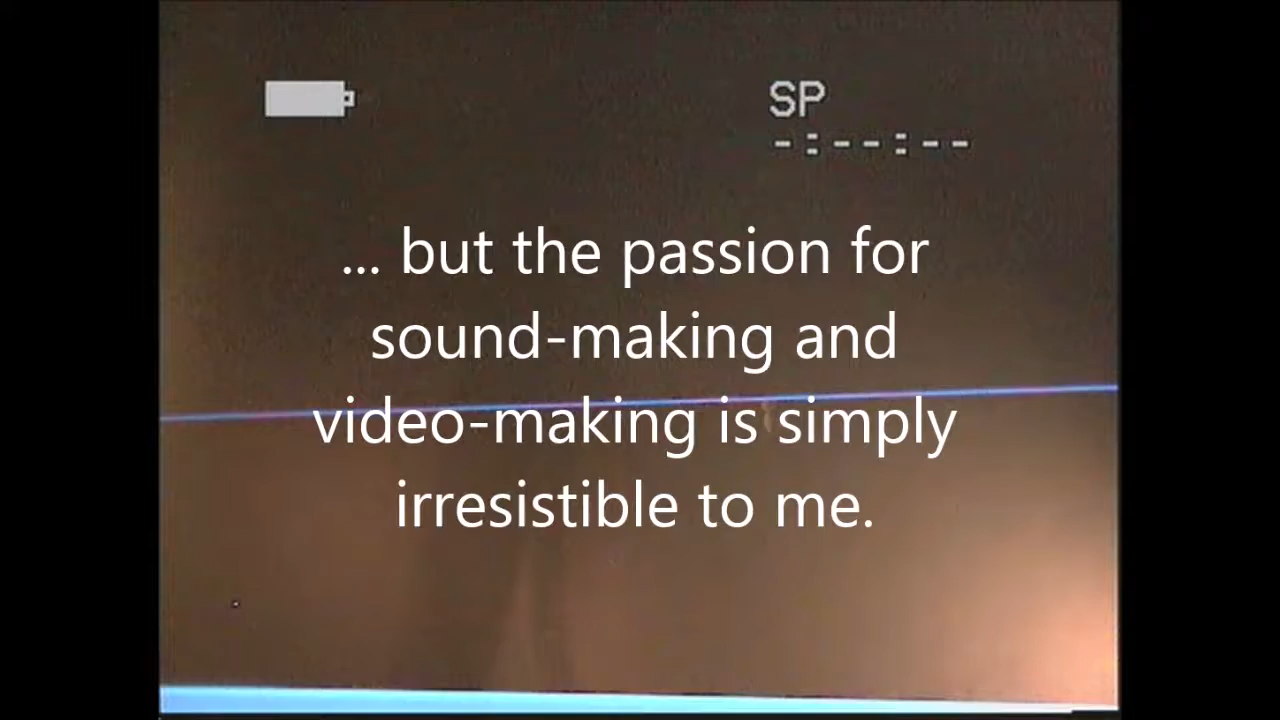 SP
-:--:--
... but the passion for
sound-making and
video-making is simply
irresistible to me.